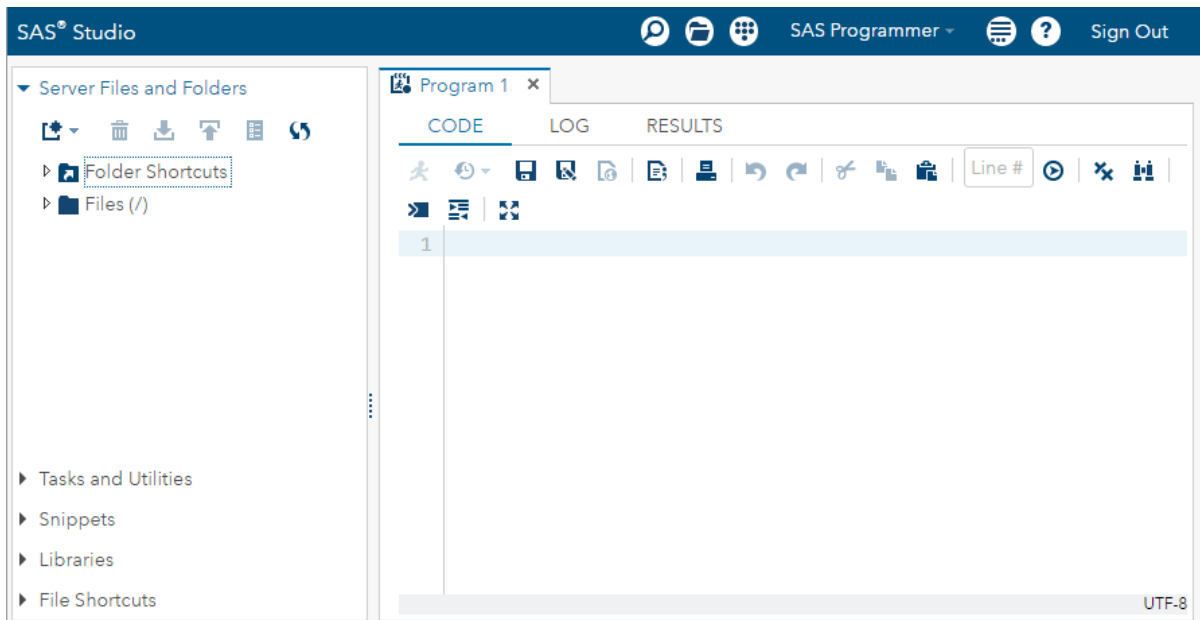 SAS® Studio
SAS Programmer
?
Sign Out
Server Files and Folders
Folder Shortcuts
Files (/)
Tasks and Utilities
Snippets
Libraries
File Shortcuts
Program 1
CODE LOG RESULTS
Line #
1
UTF-8